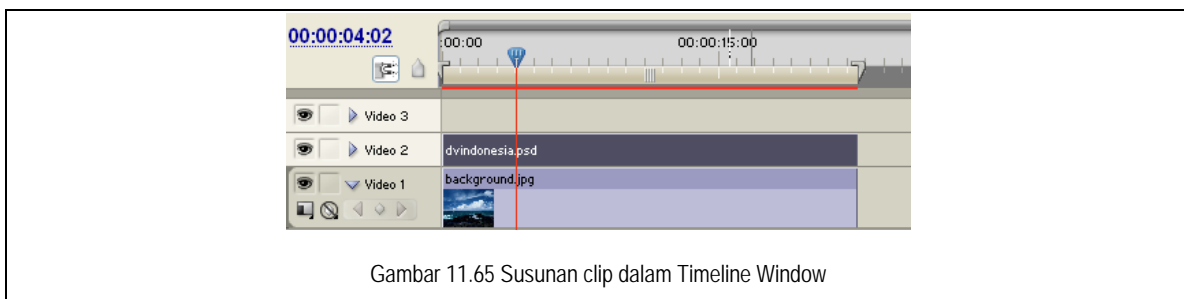 00:00:04:02
:00:00 00:00:15:00
Video 3
Video 2 dvindonesia.psd
Video 1 background.jpg
Gambar 11.65 Susunan clip dalam Timeline Window